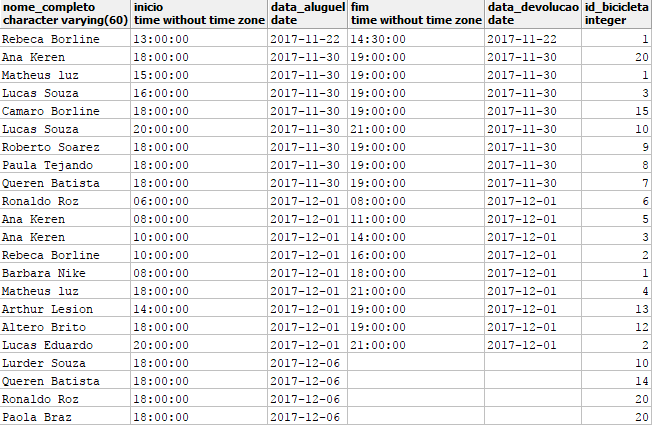 nome_completo inicio data_aluguel fim data_devolucao id_bicicleta
character varying(60) time without time zone date time without time zone date integer
Rebeca Borline 13:00:00 2017-11-22 14:30:00 2017-11-22 1
Ana Keren 18:00:00 2017-11-30 19:00:00 2017-11-30 20
Matheus luz 15:00:00 2017-11-30 19:00:00 2017-11-30 1
Lucas Souza 16:00:00 2017-11-30 19:00:00 2017-11-30 3
Camaro Borline 18:00:00 2017-11-30 19:00:00 2017-11-30 15
Lucas Souza 20:00:00 2017-11-30 21:00:00 2017-11-30 10
Roberto Soarez 18:00:00 2017-11-30 19:00:00 2017-11-30 9
Paula Tejando 18:00:00 2017-11-30 19:00:00 2017-11-30 8
Queren Batista 18:00:00 2017-11-30 19:00:00 2017-11-30 7
Ronaldo Roz 06:00:00 2017-12-01 08:00:00 2017-12-01 6
Ana Keren 08:00:00 2017-12-01 11:00:00 2017-12-01 5
Ana Keren 10:00:00 2017-12-01 14:00:00 2017-12-01 3
Rebeca Borline 10:00:00 2017-12-01 16:00:00 2017-12-01 2
Barbara Nike 08:00:00 2017-12-01 18:00:00 2017-12-01 1
Matheus luz 18:00:00 2017-12-01 21:00:00 2017-12-01 4
Arthur Lesion 14:00:00 2017-12-01 19:00:00 2017-12-01 13
Altero Brito 18:00:00 2017-12-01 19:00:00 2017-12-01 12
Lucas Eduardo 20:00:00 2017-12-01 21:00:00 2017-12-01 2
Lurder Souza 18:00:00 2017-12-06 10
Queren Batista 18:00:00 2017-12-06 14
Ronaldo Roz 18:00:00 2017-12-06 20
Paola Braz 18:00:00 2017-12-06 20